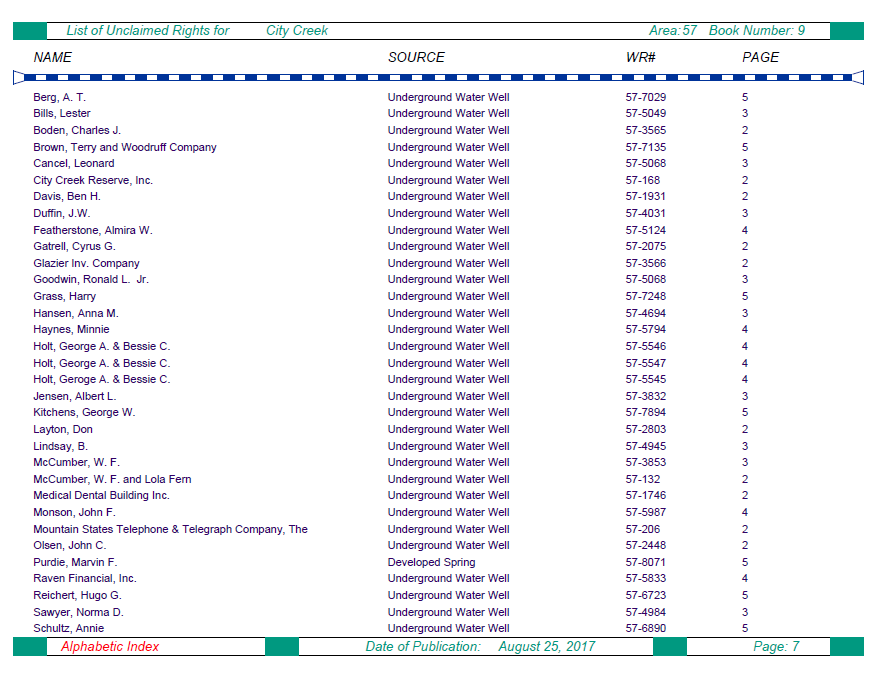 List of Unclaimed Rights for City Creek Area: 57 Book Number: 9
NAME SOURCE WR# PAGE
Berg, A. T. Underground Water Well 57-7029 5
Bills, Lester Underground Water Well 57-5049 3
Boden, Charles J. Underground Water Well 57-3565 2
Brown, Terry and Woodruff Company Underground Water Well 57-7135 5
Cancel, Leonard Underground Water Well 57-5068 3
City Creek Reserve, Inc. Underground Water Well 57-168 2
Davis, Ben H. Underground Water Well 57-1931 2
Duffin, J.W. Underground Water Well 57-4031 3
Featherstone, Almira W. Underground Water Well 57-5124 4
Gatrell, Cyrus G. Underground Water Well 57-2075 2
Glazier Inv. Company Underground Water Well 57-3566 2
Goodwin, Ronald L. Jr. Underground Water Well 57-5068 3
Grass, Harry Underground Water Well 57-7248 5
Hansen, Anna M. Underground Water Well 57-4694 3
Haynes, Minnie Underground Water Well 57-5794 4
Holt, George A. & Bessie C. Underground Water Well 57-5546 4
Holt, George A. & Bessie C. Underground Water Well 57-5547 4
Holt, Geroge A. & Bessie C. Underground Water Well 57-5545 4
Jensen, Albert L. Underground Water Well 57-3832 3
Kitchens, George W. Underground Water Well 57-7894 5
Layton, Don Underground Water Well 57-2803 2
Lindsay, B. Underground Water Well 57-4945 3
McCumber, W. F. Underground Water Well 57-3853 3
McCumber, W. F. and Lola Fern Underground Water Well 57-132 2
Medical Dental Building Inc. Underground Water Well 57-1746 2
Monson, John F. Underground Water Well 57-5987 4
Mountain States Telephone & Telegraph Company, The Underground Water Well 57-206 2
Olsen, John C. Underground Water Well 57-2448 2
Purdie, Marvin F. Developed Spring 57-8071 5
Raven Financial, Inc. Underground Water Well 57-5833 4
Reichert, Hugo G. Underground Water Well 57-6723 5
Sawyer, Norma D. Underground Water Well 57-4984 3
Schultz, Annie Underground Water Well 57-6890 5
Alphabetic Index Date of Publication: August 25, 2017 Page: 7